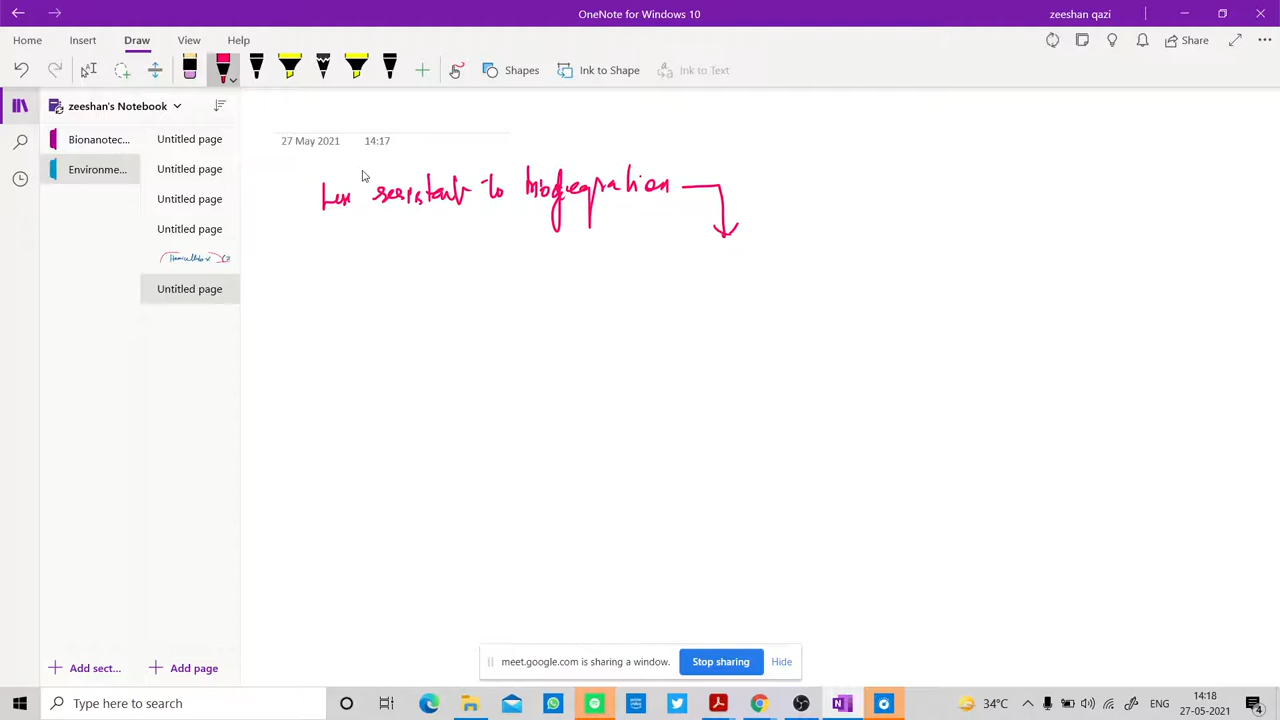 OneNote for Windows 10
zeeshan qazi
Home Insert Draw View Help
Share
Shapes Ink to Shape Ink to Text
zeeshan's Notebook
Bionanotec...
Environme...
Untitled page
Untitled page
Untitled page
Untitled page
Untitled page
27 May 2021 14:17
resistant to
Add sect...
Add page
meet.google.com is sharing a window.
Stop sharing
Hide
Type here to search
34°C
ENG
14:18
27-05-2021
4